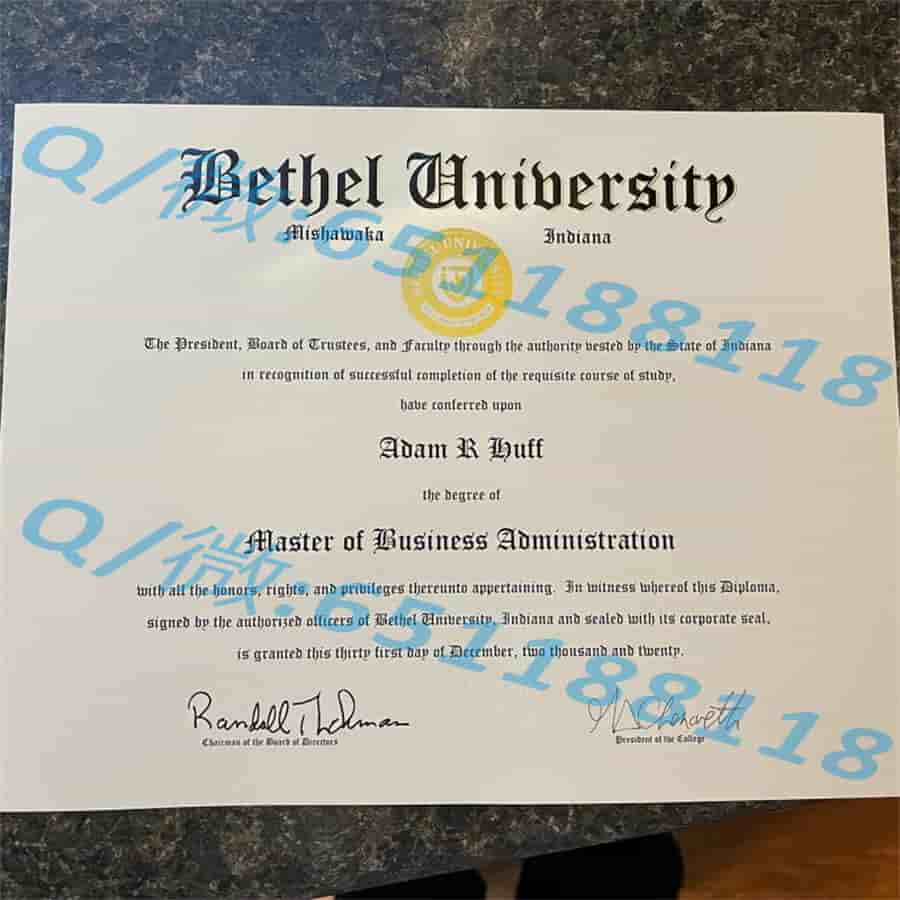 Bethel University
Mishawaka Indiana
The President, Board of Trustees, and Faculty through the authority vested by the State of Indiana
in recognition of successful completion of the requisite course of study,
have conferred upon
Adam R Huff
the degree of
Master of Business Administration
with all the honors, rights, and privileges thereunto appertaining. In witness whereof this Diploma,
signed by the authorized officers of Bethel University, Indiana and sealed with its corporate seal,
is granted this thirty first day of December, two thousand and twenty.
Chairman of the Board of Directors
President of the College
Q/微:651188118
Q/微:651188118